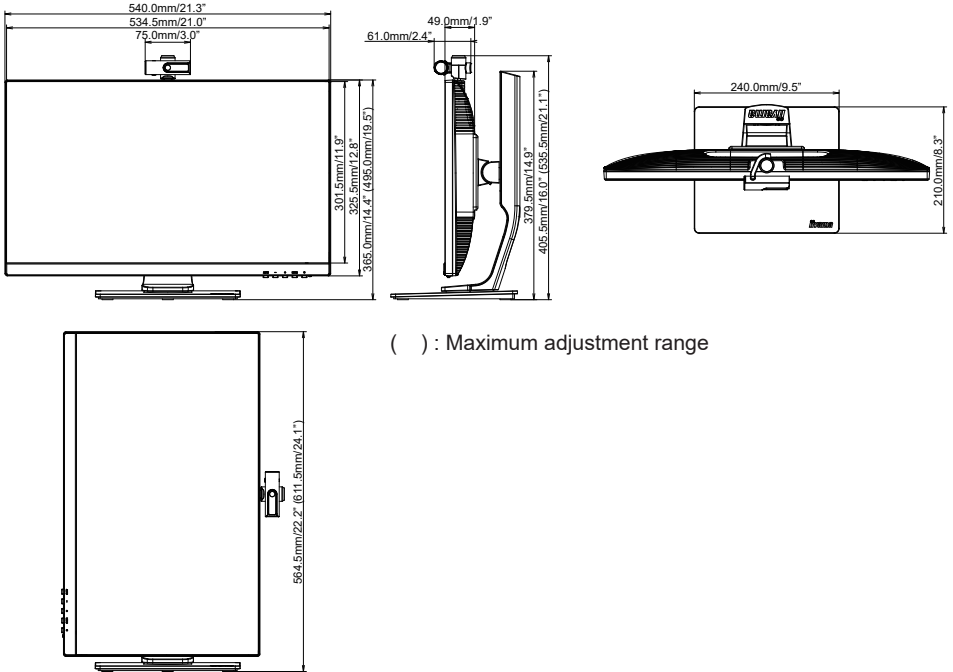 540.0mm/21.3”
534.5mm/21.0”
75.0mm/3.0”
301.5mm/11.9”
325.5mm/12.8”
365.0mm/14.4” (495.0mm/19.5”)
49.0mm/1.9”
61.0mm/2.4”
379.5mm/14.9”
405.5mm/16.0” (535.5mm/21.1”)
240.0mm/9.5”
iiyama
210.0mm/8.3”
iiyama
( ) : Maximum adjustment range
564.5mm/22.2” (611.5mm/24.1”)